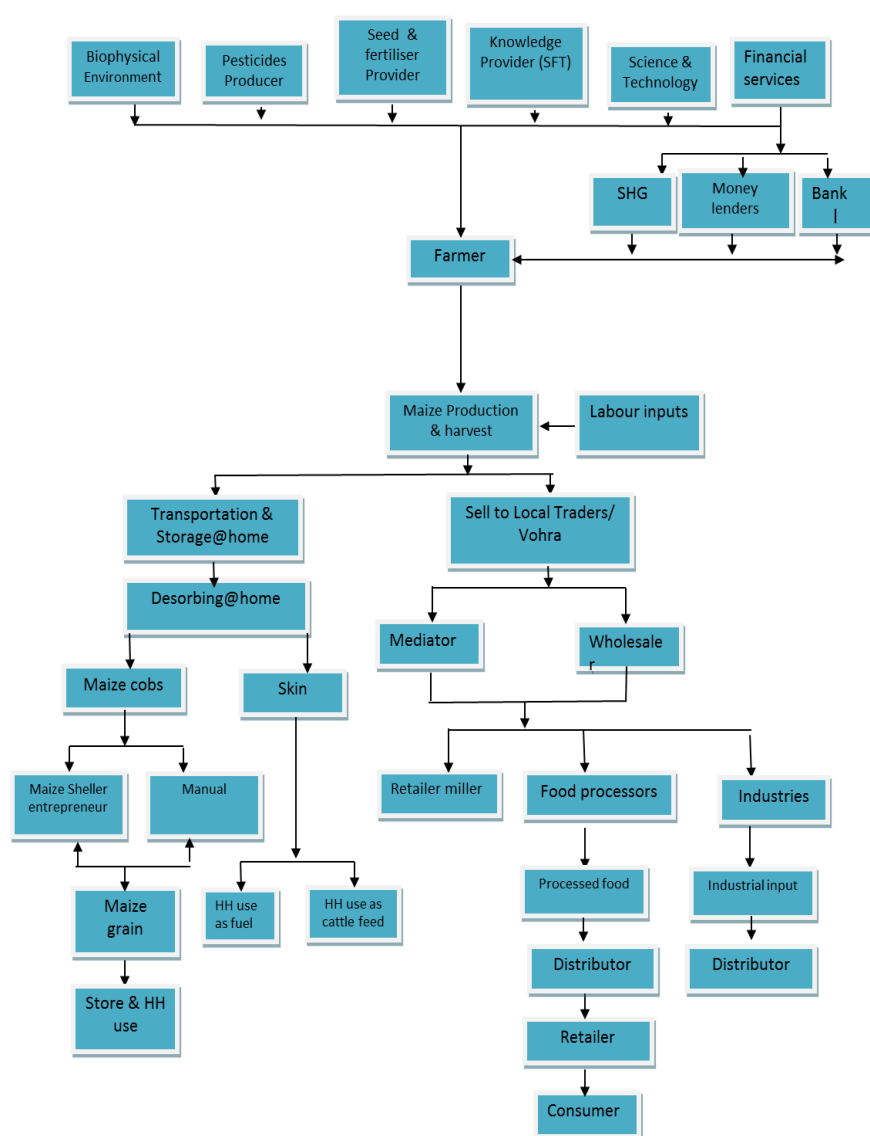 Biophysical
Environment
Pesticides
Producer
Seed & 
fertiliser
Provider
Knowledge
Provider (SFT)
Science &
Technology
Financial
services
SHG
Money
lenders
Bank
|
Farmer
Maize Production
& harvest
Labour inputs
Transportation &
Storage@home
Sell to Local Traders/
Vohra
Desorbing@home
Mediator
Wholesale
r
Maize cobs
Skin
Maize Sheller
entrepreneur
Manual
Retailer miller
Food processors
Industries
Maize
grain
HH use
as fuel
HH use as
cattle feed
Processed food
Industrial input
Distributor
Distributor
Store & HH
use
Retailer
Consumer